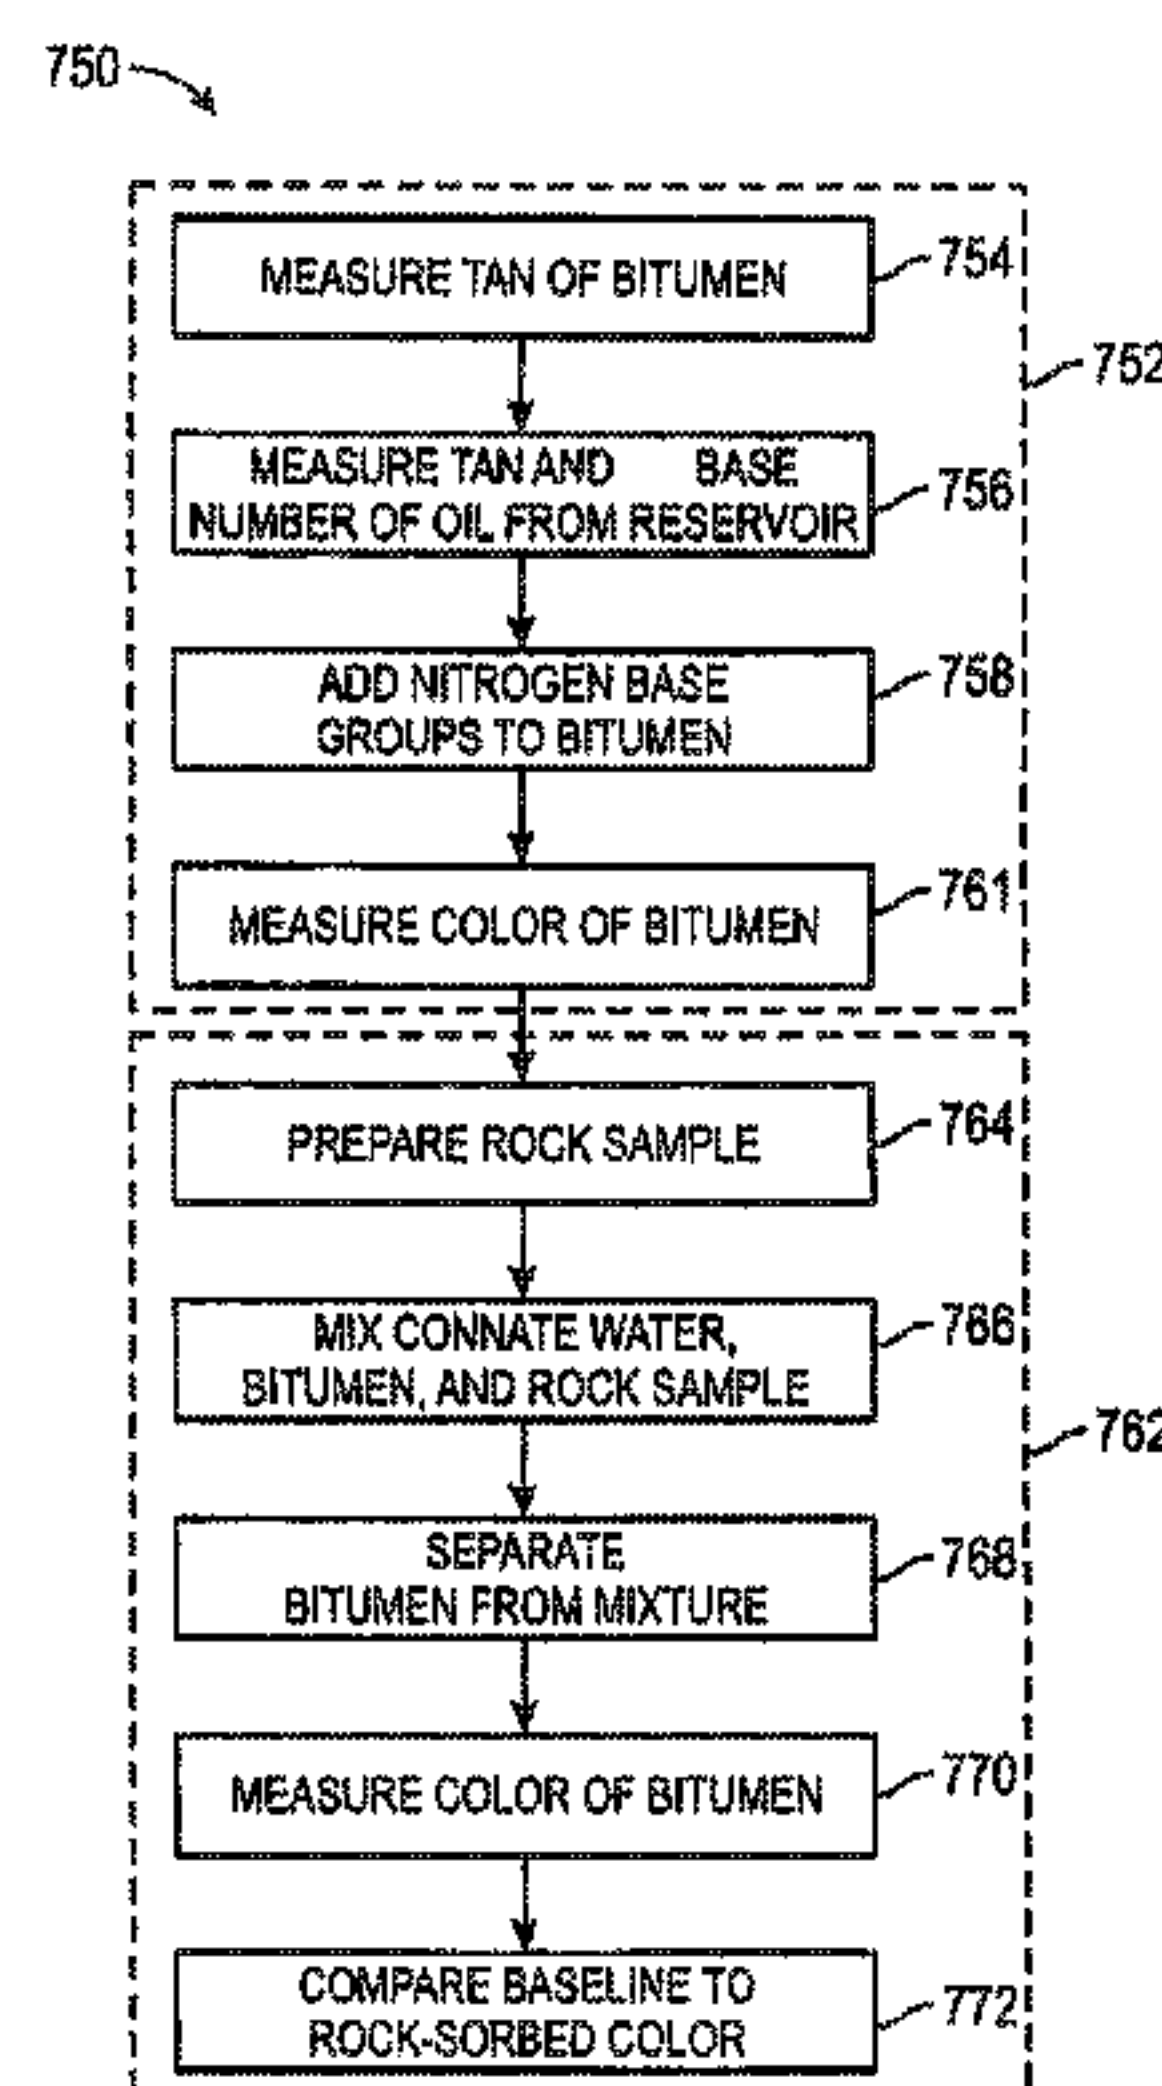 750
MEASURE TAN OF BITUMEN
754
752
MEASURE TAN AND BASE
NUMBER OF OIL FROM RESERVOIR
756
ADD NITROGEN BASE
GROUPS TO BITUMEN
758
MEASURE COLOR OF BITUMEN
761
PREPARE ROCK SAMPLE
764
MIX CONNATE WATER,
BITUMEN, AND ROCK SAMPLE
766
762
SEPARATE
BITUMEN FROM MIXTURE
768
MEASURE COLOR OF BITUMEN
770
COMPARE BASELINE TO
ROCK-SORBED COLOR
772